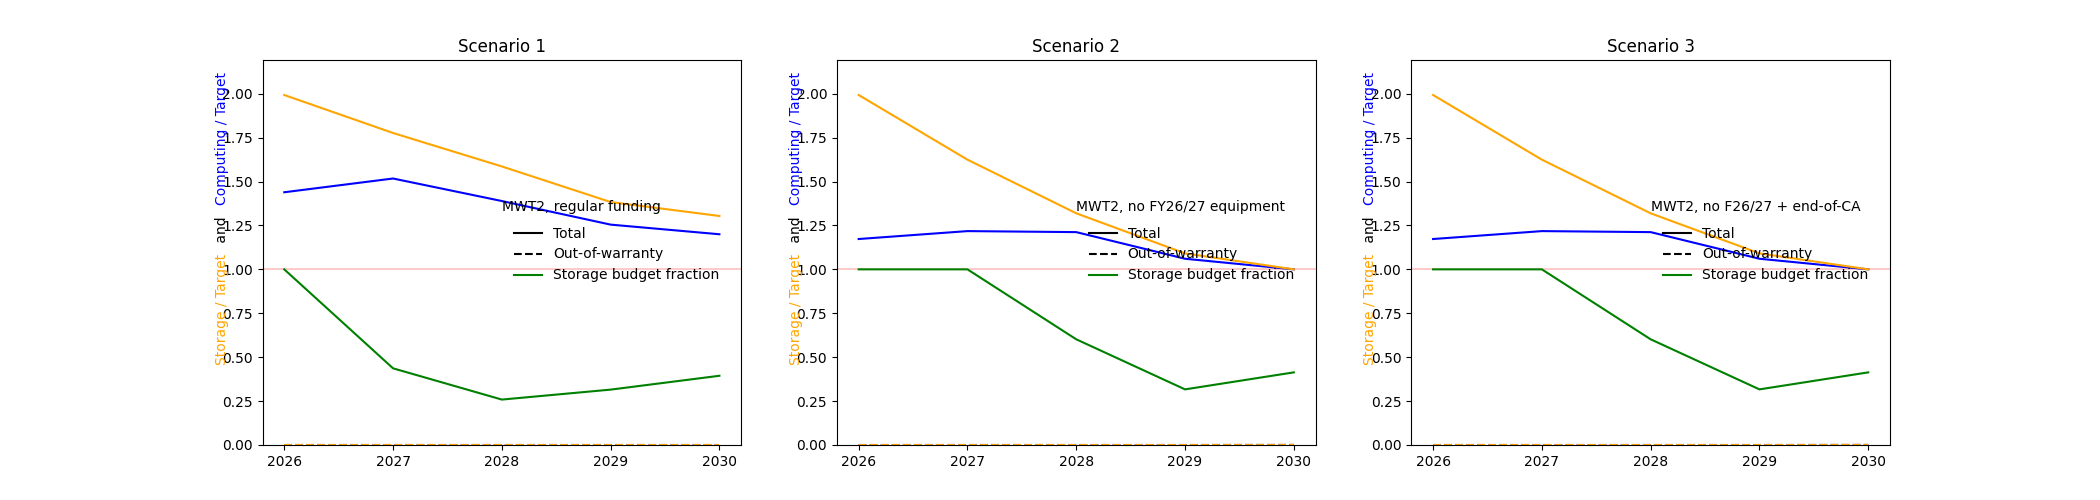 Scenario 1
Storage / Target and Computing / Target
2.00
1.75
1.50
1.25
1.00
0.75
0.50
0.25
0.00
MWT2, regular funding
Total
Out-of-warranty
Storage budget fraction
2026 2027 2028 2029 2030
Scenario 2
Storage / Target and Computing / Target
2.00
1.75
1.50
1.25
1.00
0.75
0.50
0.25
0.00
MWT2, no FY26/27 equipment
Total
Out-of-warranty
Storage budget fraction
2026 2027 2028 2029 2030
Scenario 3
Storage / Target and Computing / Target
2.00
1.75
1.50
1.25
1.00
0.75
0.50
0.25
0.00
MWT2, no F26/27 + end-of-CA
Total
Out-of-warranty
Storage budget fraction
2026 2027 2028 2029 2030